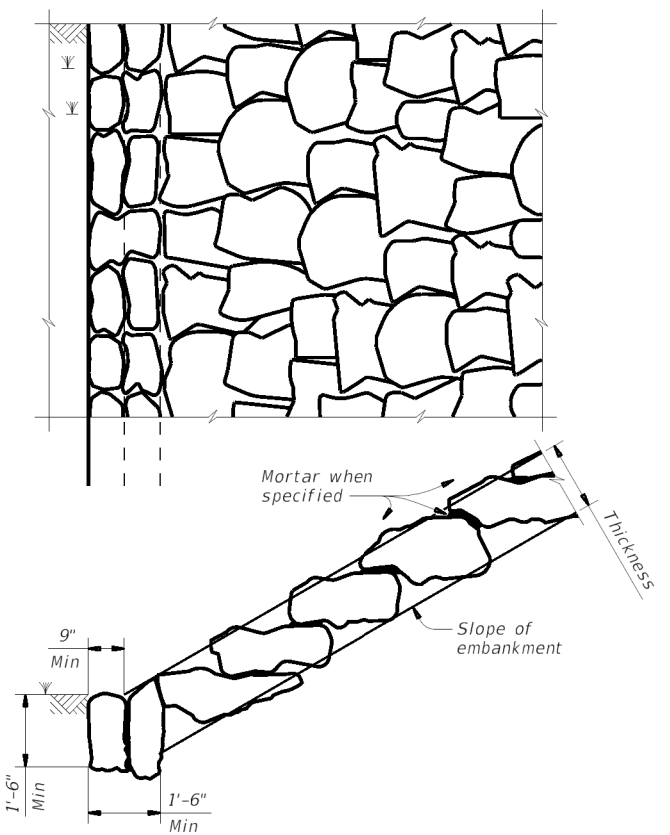 Mortar when
specified
Thickness
Slope of
embankment
9"
Min
1'-6"
Min
1'-6"
Min